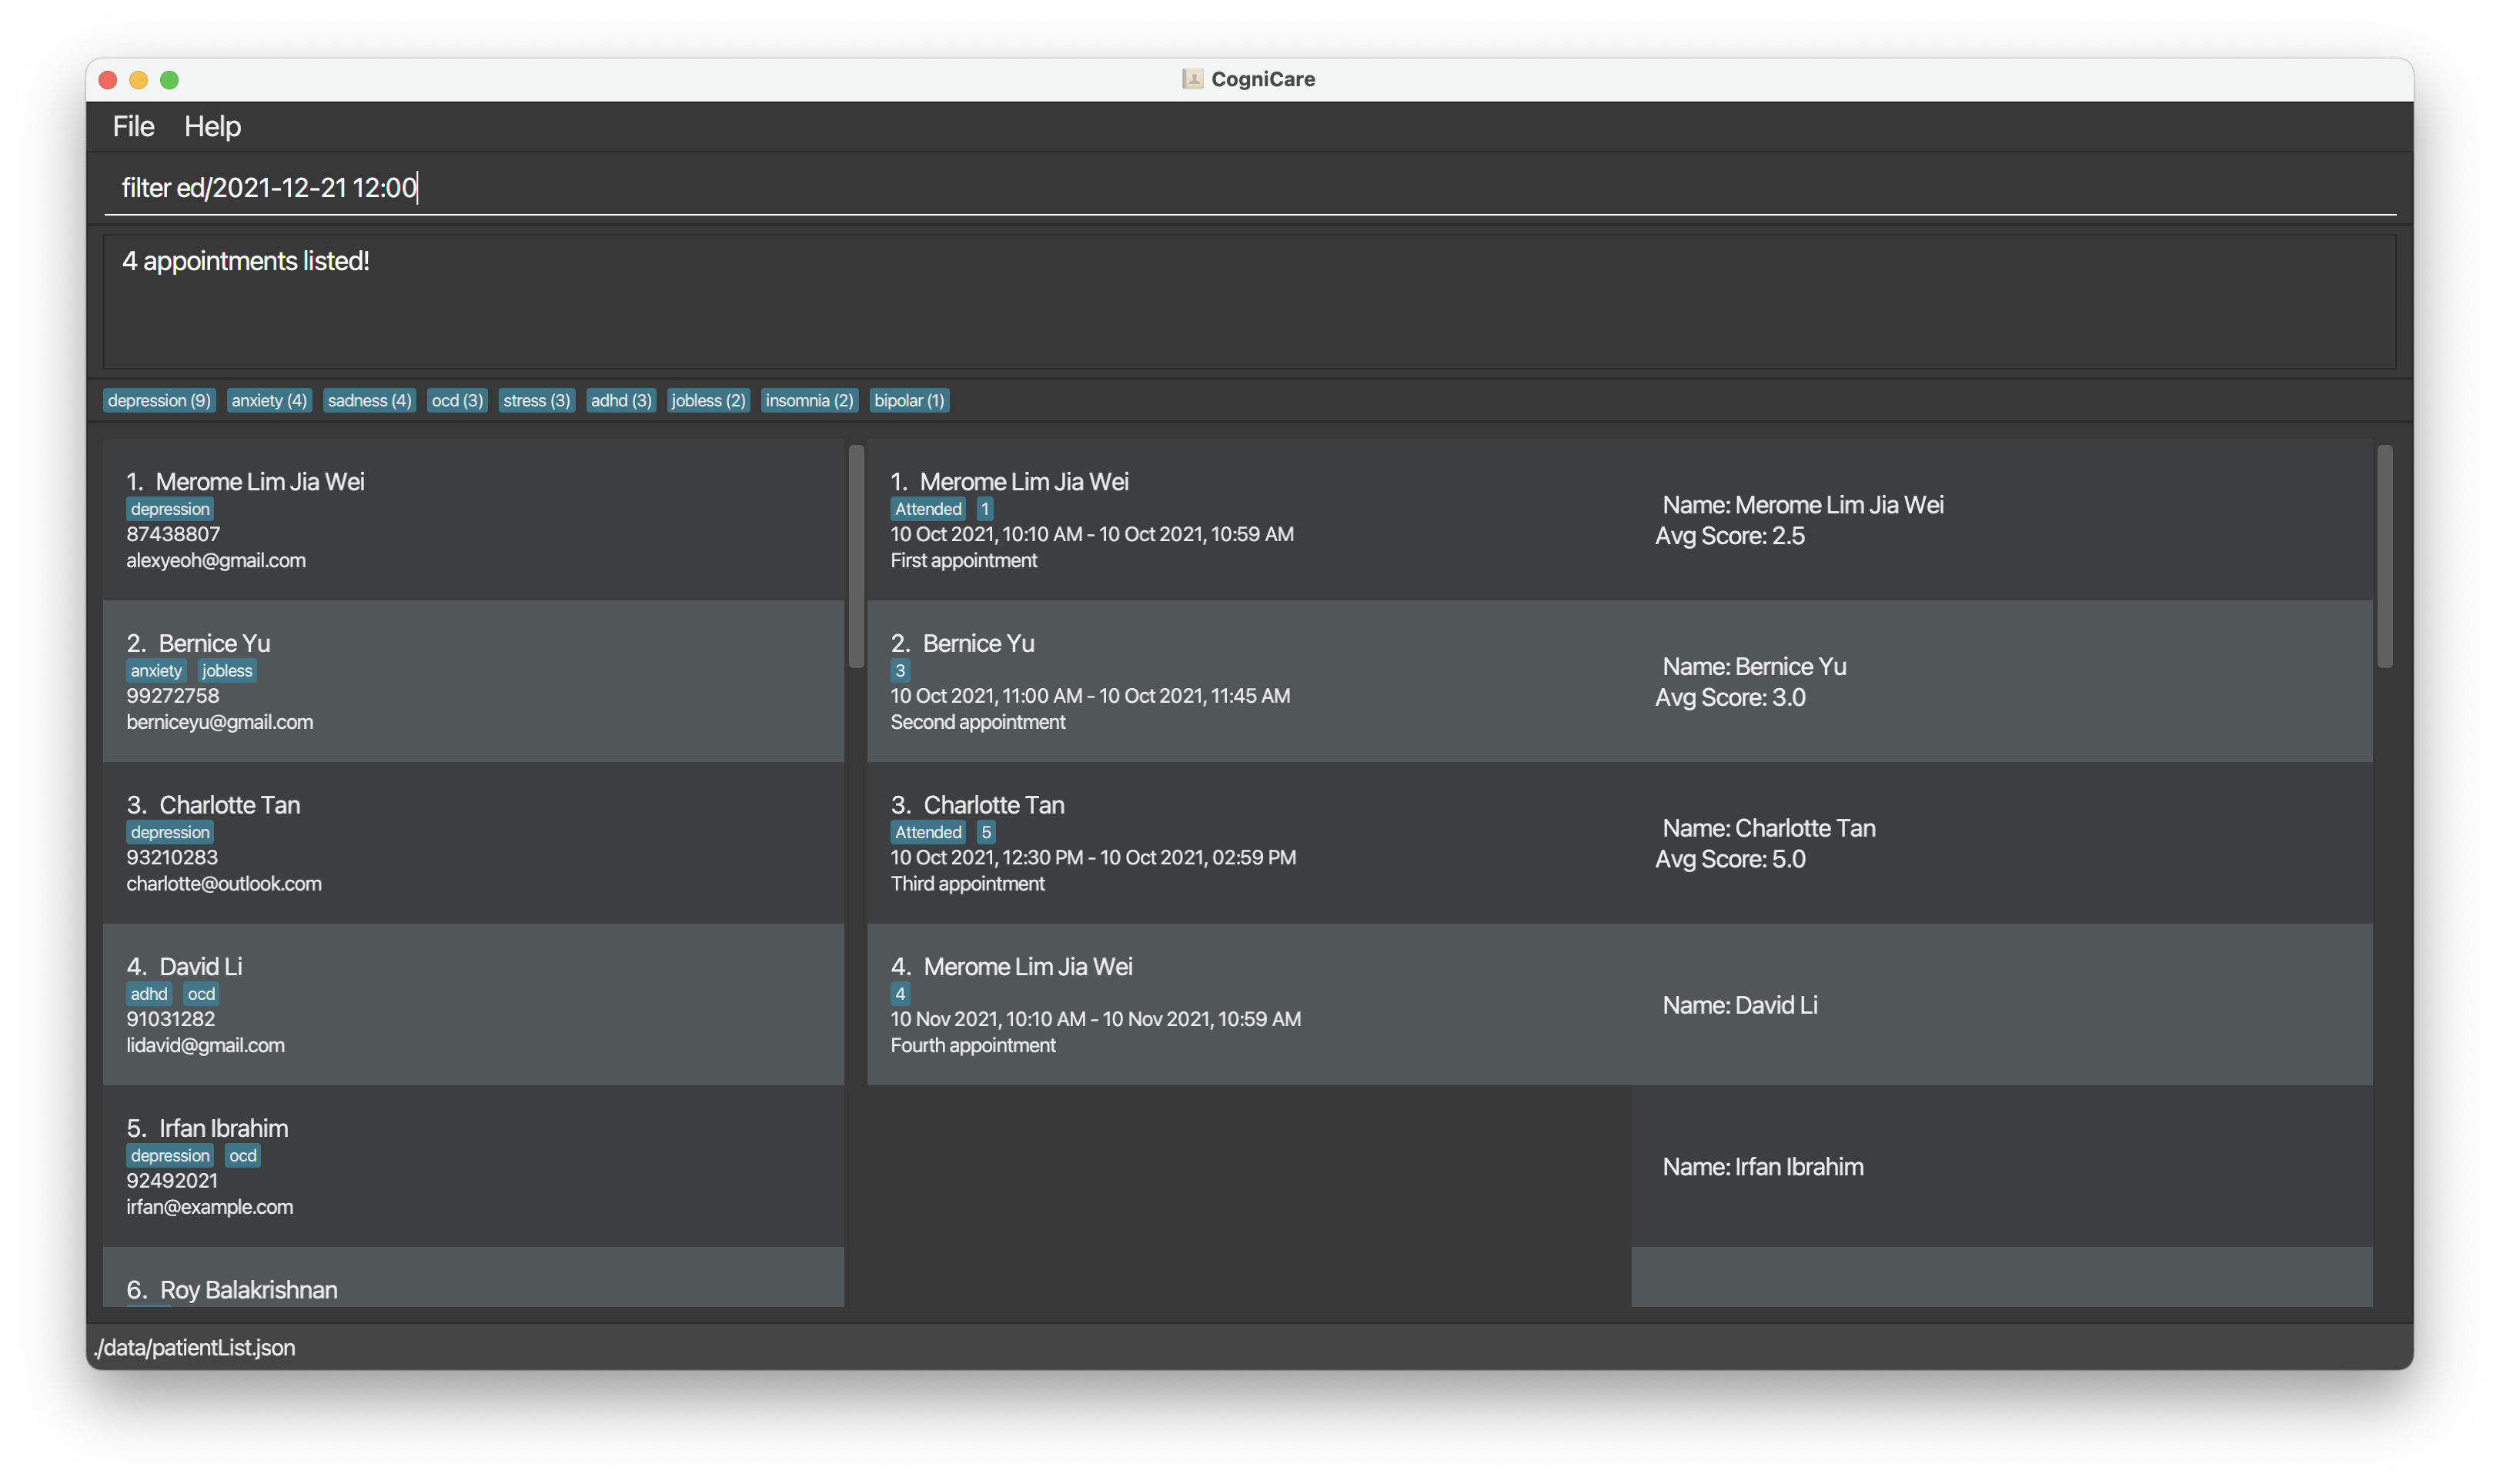 CogniCare
File Help
filter ed/2021-12-21 12:00
4 appointments listed!
depression (9) anxiety (4) sadness (4) ocd (3) stress (3) adhd (3) jobless (2) insomnia (2) bipolar (1)
1. Merome Lim Jia Wei
depression
87438807
alexyeoh@gmail.com
2. Bernice Yu
anxiety jobless
99272758
berniceyu@gmail.com
3. Charlotte Tan
depression
93210283
charlotte@outlook.com
4. David Li
adhd ocd
91031282
lidavid@gmail.com
5. Irfan Ibrahim
depression ocd
92492021
irfan@example.com
6. Roy Balakrishnan
1. Merome Lim Jia Wei
Attended 1
10 Oct 2021, 10:10 AM - 10 Oct 2021, 10:59 AM
First appointment
2. Bernice Yu
3
10 Oct 2021, 11:00 AM - 10 Oct 2021, 11:45 AM
Second appointment
3. Charlotte Tan
Attended 5
10 Oct 2021, 12:30 PM - 10 Oct 2021, 02:59 PM
Third appointment
4. Merome Lim Jia Wei
4
10 Nov 2021, 10:10 AM - 10 Nov 2021, 10:59 AM
Fourth appointment
Name: Merome Lim Jia Wei
Avg Score: 2.5
Name: Bernice Yu
Avg Score: 3.0
Name: Charlotte Tan
Avg Score: 5.0
Name: David Li
Name: Irfan Ibrahim
./data/patientList.json